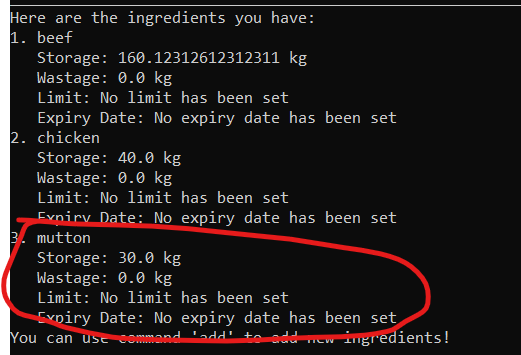 Here are the ingredients you have:
1. beef
Storage: 160.12312612312311 kg
Wastage: 0.0 kg
Limit: No limit has been set
Expiry Date: No expiry date has been set
2. chicken
Storage: 40.0 kg
Wastage: 0.0 kg
Limit: No limit has been set
Expiry Date: No expiry date has been set
3. mutton
Storage: 30.0 kg
Wastage: 0.0 kg
Limit: No limit has been set
Expiry Date: No expiry date has been set
You can use command 'add' to add new ingredients!